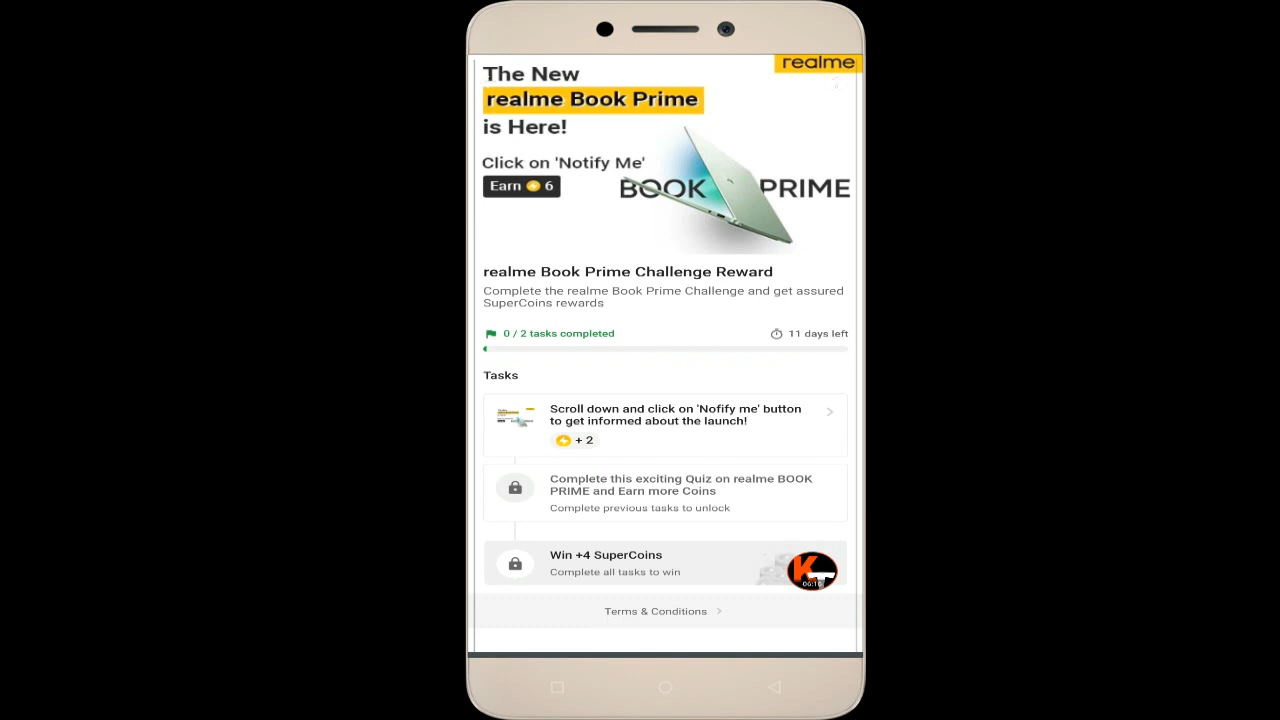 realme
The New
realme Book Prime
is Here!
Click on 'Notify Me'
Earn 6
BOOK PRIME
realme Book Prime Challenge Reward
Complete the realme Book Prime Challenge and get assured
SuperCoins rewards
0 / 2 tasks completed
11 days left
Tasks
Scroll down and click on 'Nofify me' button
to get informed about the launch!
+ 2
Complete this exciting Quiz on realme BOOK
PRIME and Earn more Coins
Complete previous tasks to unlock
Win +4 SuperCoins
Complete all tasks to win
KT
06:16
Terms & Conditions